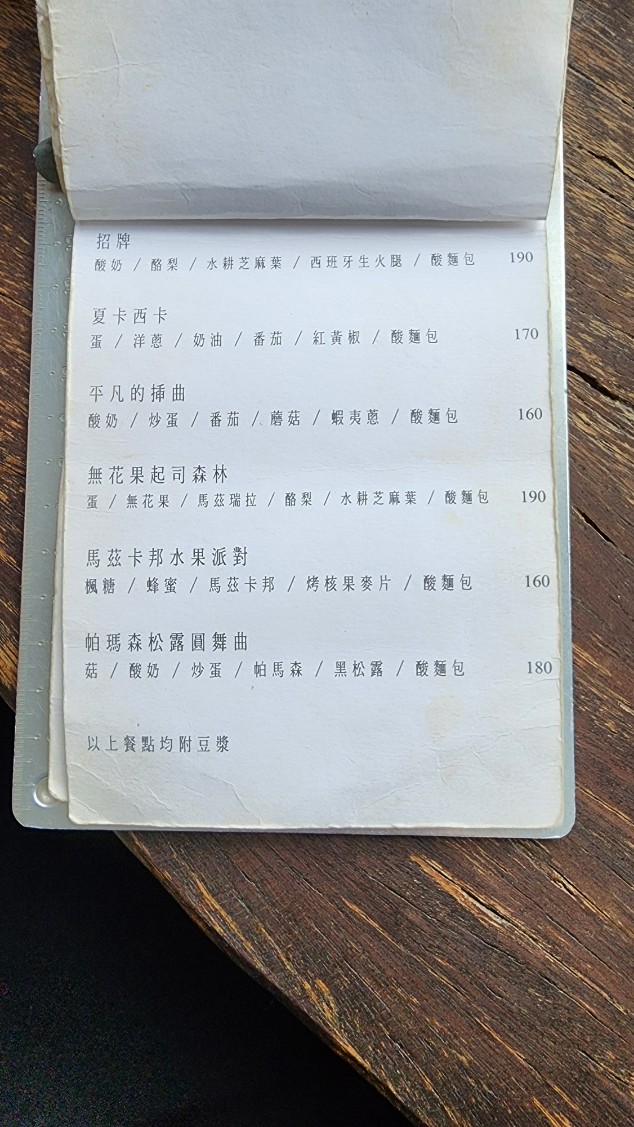 招牌
酸奶 / 酪梨 / 水耕芝麻葉 / 西班牙生火腿 / 酸麵包 190
夏卡西卡
蛋 / 洋蔥 / 奶油 / 番茄 / 紅黃椒 / 酸麵包 170
平凡的插曲
酸奶 / 炒蛋 / 番茄 / 蘑菇 / 蝦夷蔥 / 酸麵包 160
無花果起司森林
蛋 / 無花果 / 馬茲瑞拉 / 酪梨 / 水耕芝麻葉 / 酸麵包 190
馬茲卡邦水果派對
楓糖 / 蜂蜜 / 馬茲卡邦 / 烤核果麥片 / 酸麵包 160
帕瑪森松露圓舞曲
菇 / 酸奶 / 炒蛋 / 帕馬森 / 黑松露 / 酸麵包 180
以上餐點均附豆漿